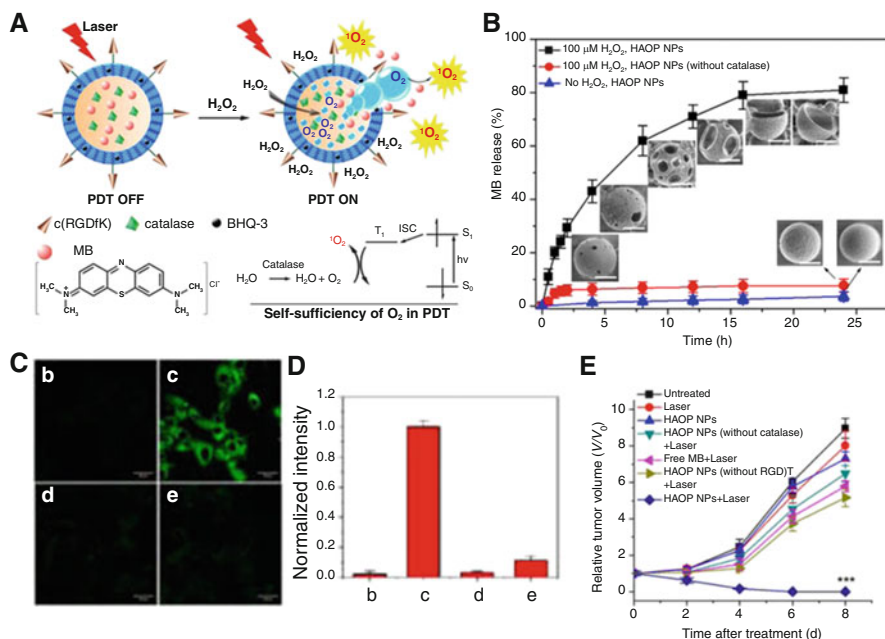 A
Laser
H₂O₂
PDT OFF
¹O₂
H₂O₂
H₂O₂
O₂
¹O₂
O₂
O₂
O₂
O₂
H₂O₂
H₂O₂
H₂O₂
H₂O₂
¹O₂
PDT ON
c(RGDfK)
catalase
BHQ-3
MB
N
H₃C
N
CH₃
S
N
CH₃
CH₃
Cl⁻
Catalase
H₂O → H₂O + O₂
¹O₂
T₁
ISC
S₁
hv
S₀
Self-sufficiency of O₂ in PDT
B
100 μM H₂O₂, HAOP NPs
100 μM H₂O₂, HAOP NPs (without catalase)
No H₂O₂, HAOP NPs
MB release (%)
100
80
60
40
20
0
0
5
10
15
20
25
Time (h)
C
b
c
d
e
D
Normalized intensity
1.2
1.0
0.8
0.6
0.4
0.2
0.0
b
c
d
e
E
Untreated
Laser
HAOP NPs
HAOP NPs (without catalase)
+Laser
Free MB+Laser
HAOP NPs (without RGD)T
+Laser
HAOP NPs+Laser
Relative tumor volume (V/V₀)
10
8
6
4
2
0
***
0
2
4
6
8
Time after treatment (d)